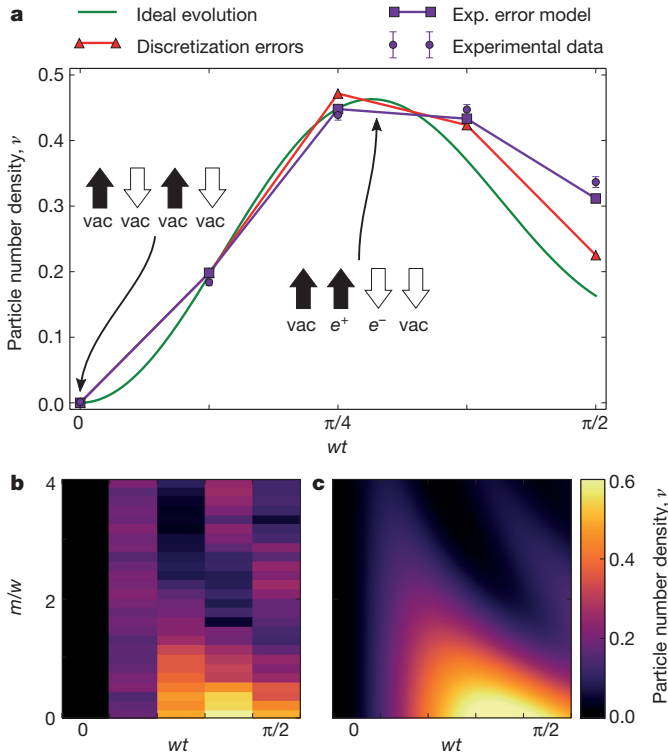 a
Ideal evolution
Exp. error model
Discretization errors
Experimental data
0.5
0.4
0.3
0.2
0.1
0.0
Particle number density, ν
vac vac vac vac
vac e⁺ e⁻ vac
0 π/4 π/2
wt
b
c
4
2
0
m/w
0 π/2
wt
0 π/2
wt
0.6
0.4
0.2
0.0
Particle number density, ν